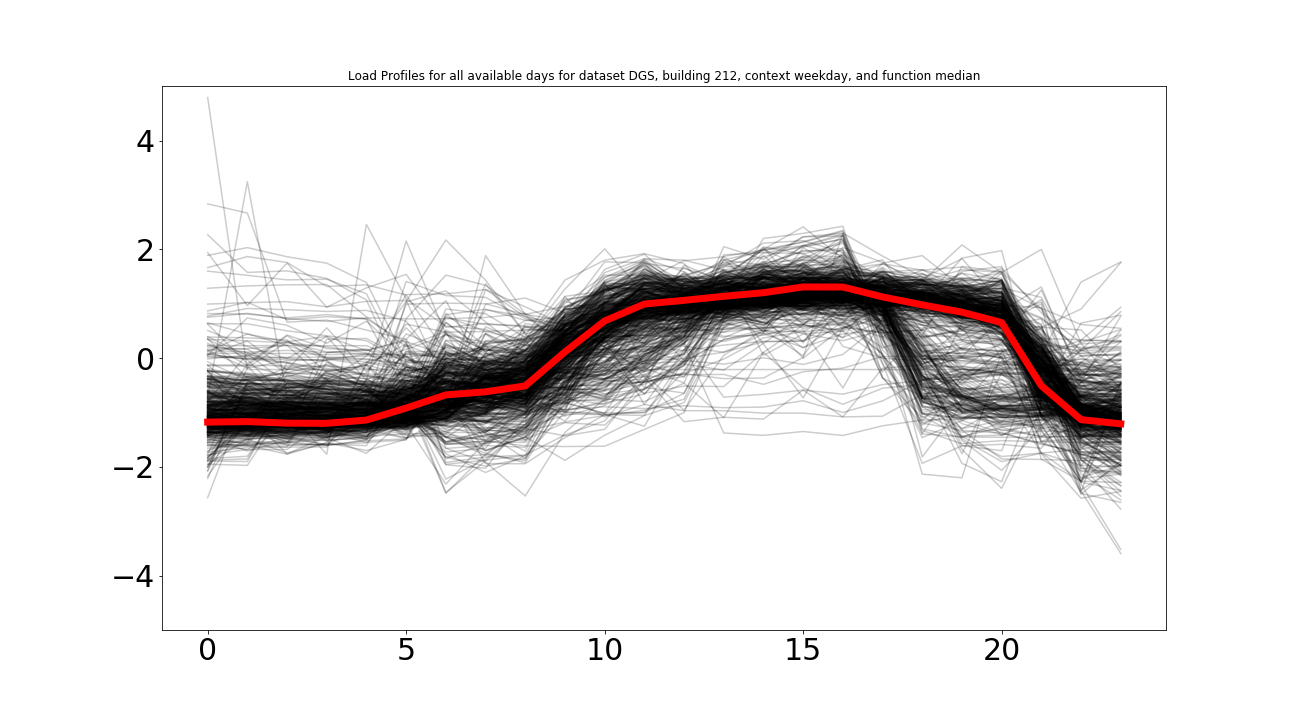 Load Profiles for all available days for dataset DGS, building 212, context weekday, and function median
4
2
0
−2
−4
0 5 10 15 20